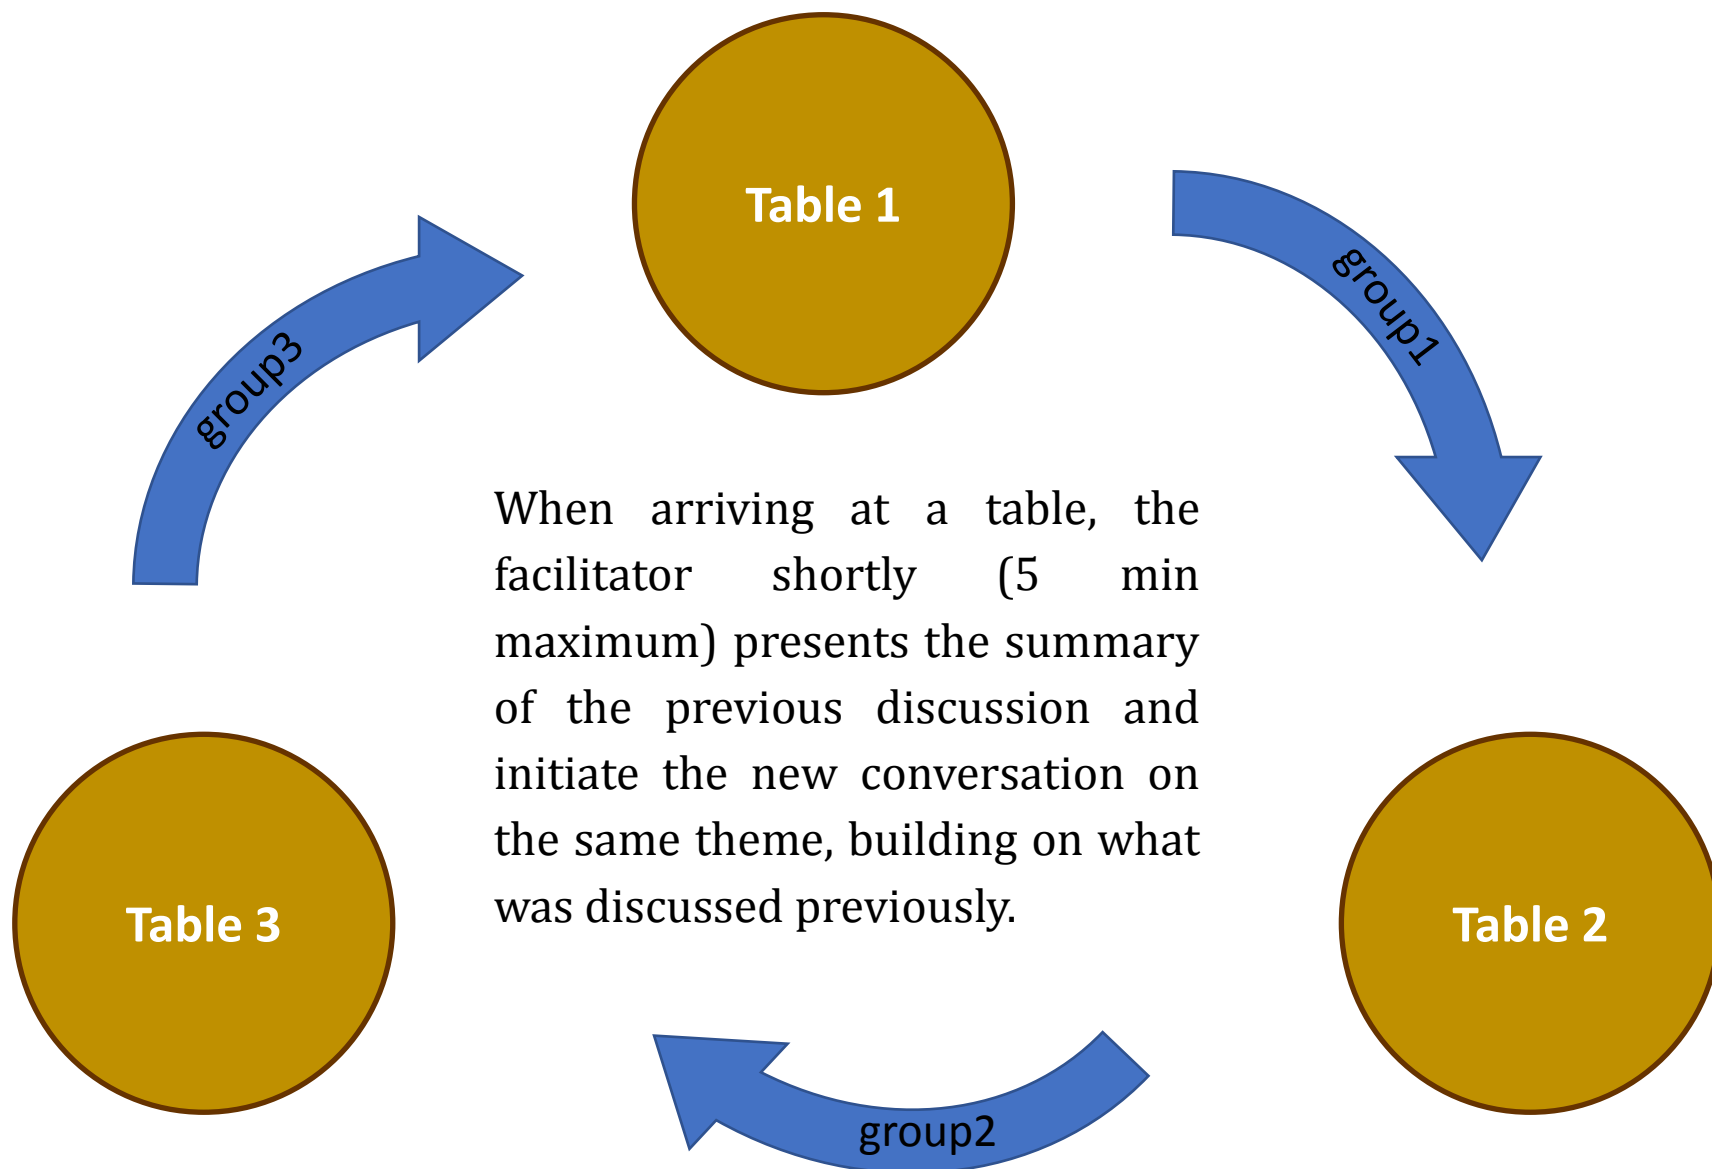 Table 1
group1
group3
When arriving at a table, the
facilitator shortly (5 min
maximum) presents the summary
of the previous discussion and
initiate the new conversation on
the same theme, building on what
was discussed previously.
Table 3
Table 2
group2